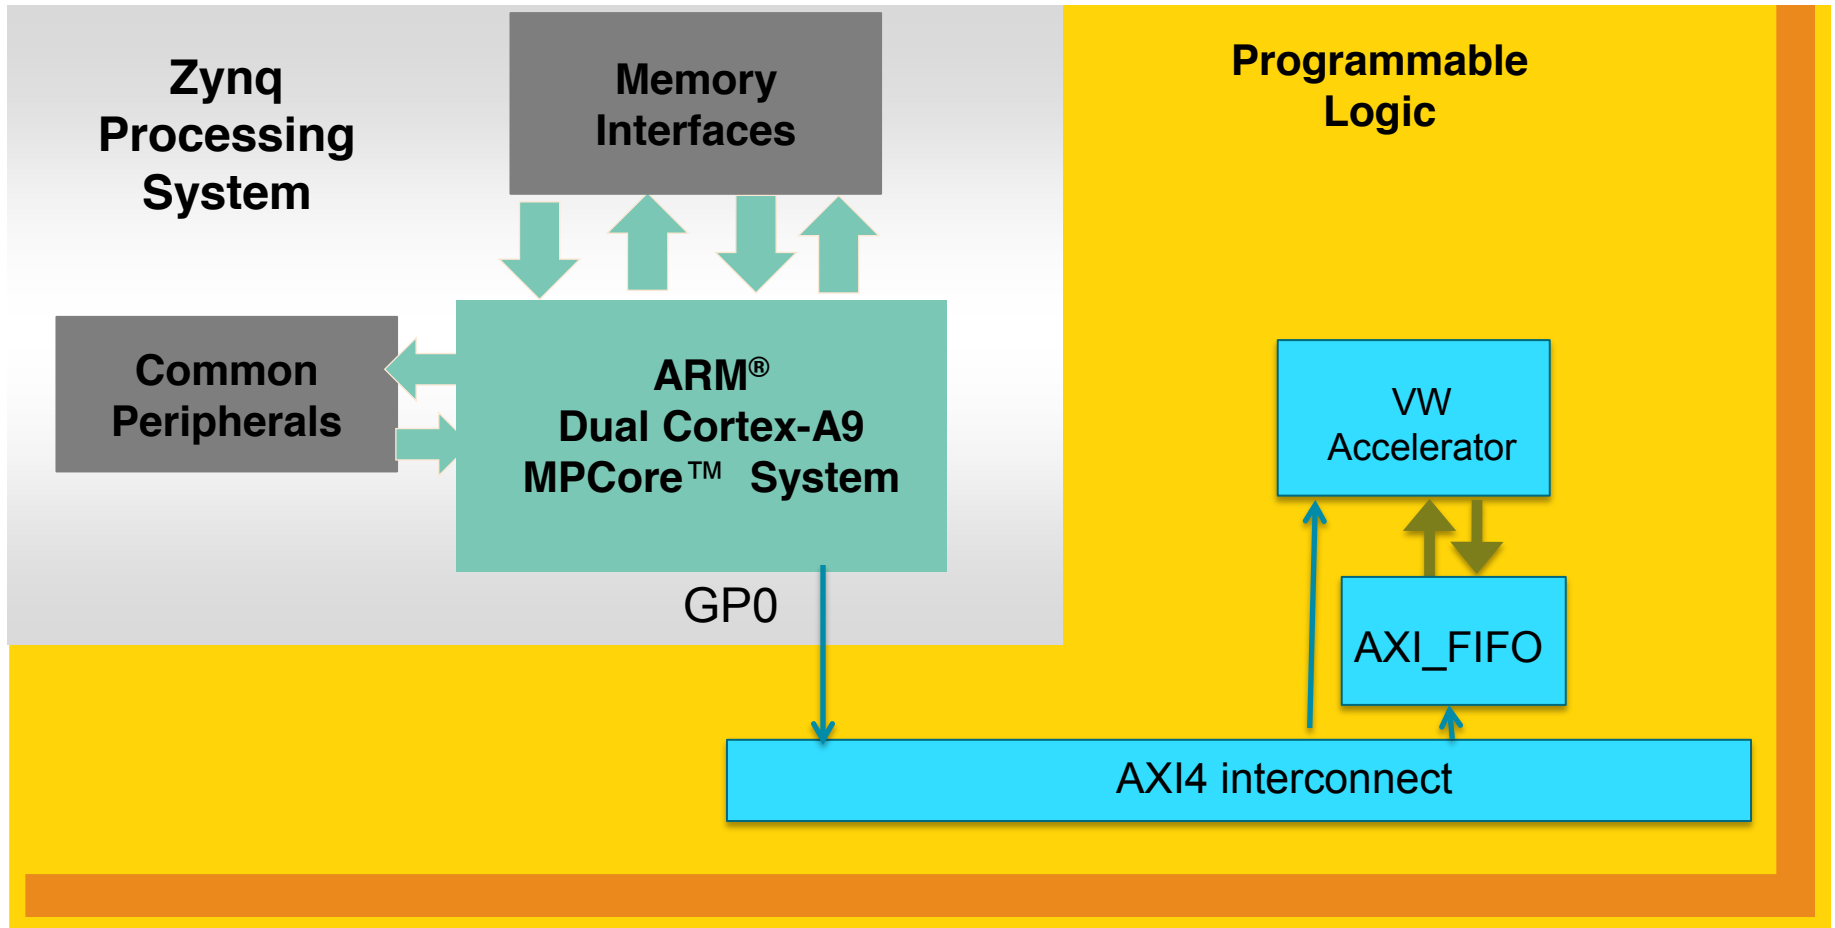 Zynq
Processing
System
Memory
Interfaces
Programmable
Logic
Common
Peripherals
ARM®
Dual Cortex-A9
MPCore™ System
VW
Accelerator
GP0
AXI_FIFO
AXI4 interconnect